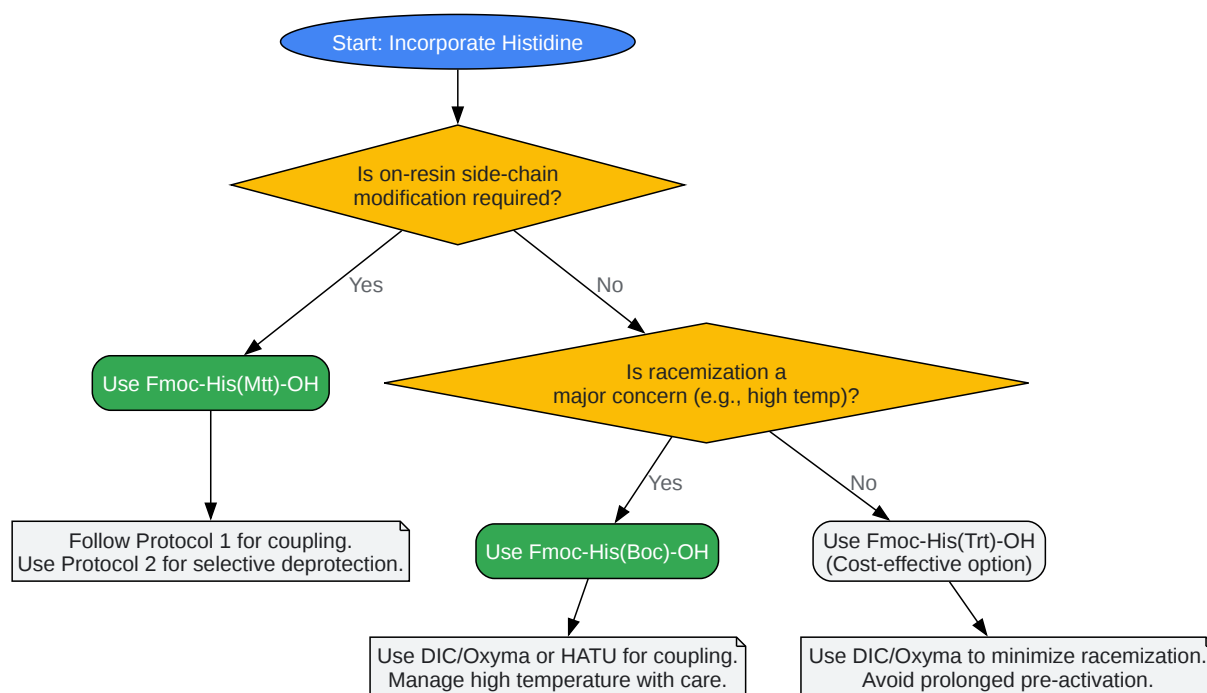 Start: Incorporate Histidine
Is on-resin side-chain
modification required?
Yes
No
Use Fmoc-His(Mtt)-OH
Is racemization a
major concern (e.g., high temp)?
Yes
No
Follow Protocol 1 for coupling.
Use Protocol 2 for selective deprotection.
Use Fmoc-His(Boc)-OH
Use Fmoc-His(Trt)-OH
(Cost-effective option)
Use DIC/Oxyma or HATU for coupling.
Manage high temperature with care.
Use DIC/Oxyma to minimize racemization.
Avoid prolonged pre-activation.